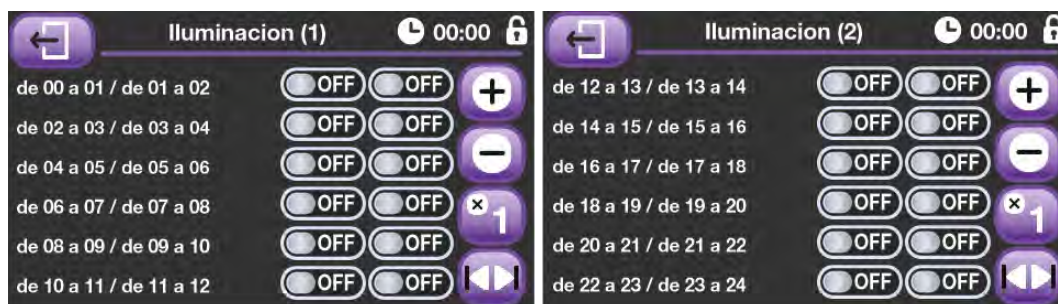 Iluminacion (1) 00:00
de 00 a 01 / de 01 a 02 OFF OFF
de 02 a 03 / de 03 a 04 OFF OFF
de 04 a 05 / de 05 a 06 OFF OFF
de 06 a 07 / de 07 a 08 OFF OFF
de 08 a 09 / de 09 a 10 OFF OFF
de 10 a 11 / de 11 a 12 OFF OFF
+
−
×1
Iluminacion (2) 00:00
de 12 a 13 / de 13 a 14 OFF OFF
de 14 a 15 / de 15 a 16 OFF OFF
de 16 a 17 / de 17 a 18 OFF OFF
de 18 a 19 / de 19 a 20 OFF OFF
de 20 a 21 / de 21 a 22 OFF OFF
de 22 a 23 / de 23 a 24 OFF OFF
+
−
×1